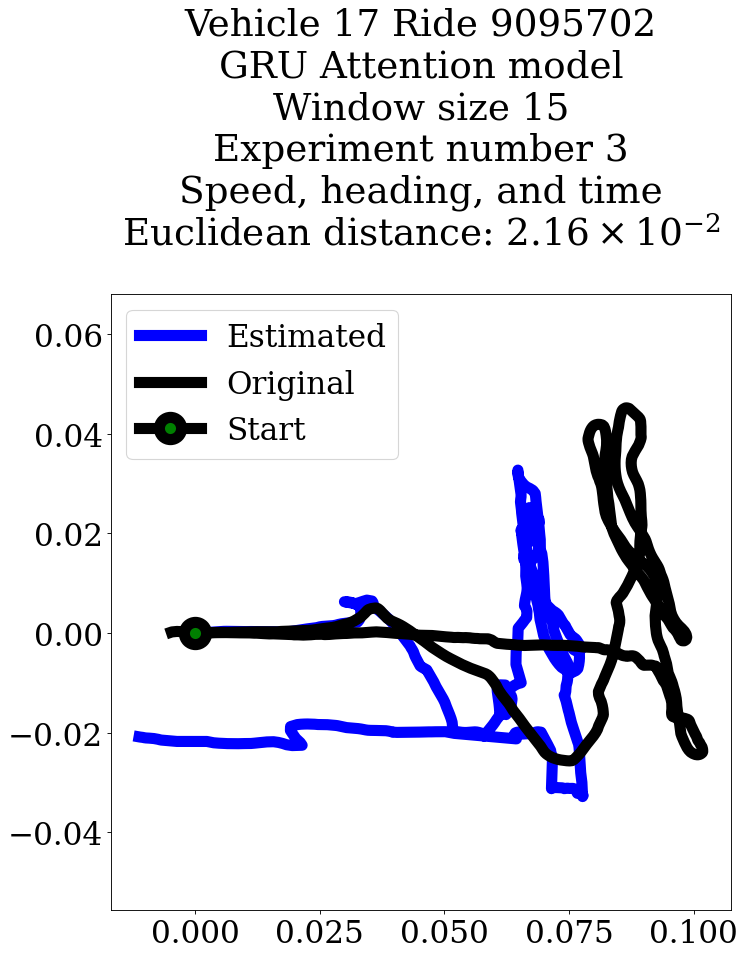 Vehicle 17 Ride 9095702
GRU Attention model
Window size 15
Experiment number 3
Speed, heading, and time
Euclidean distance: 2.16 × 10⁻²
Estimated
Original
Start
0.06
0.04
0.02
0.00
−0.02
−0.04
0.000 0.025 0.050 0.075 0.100